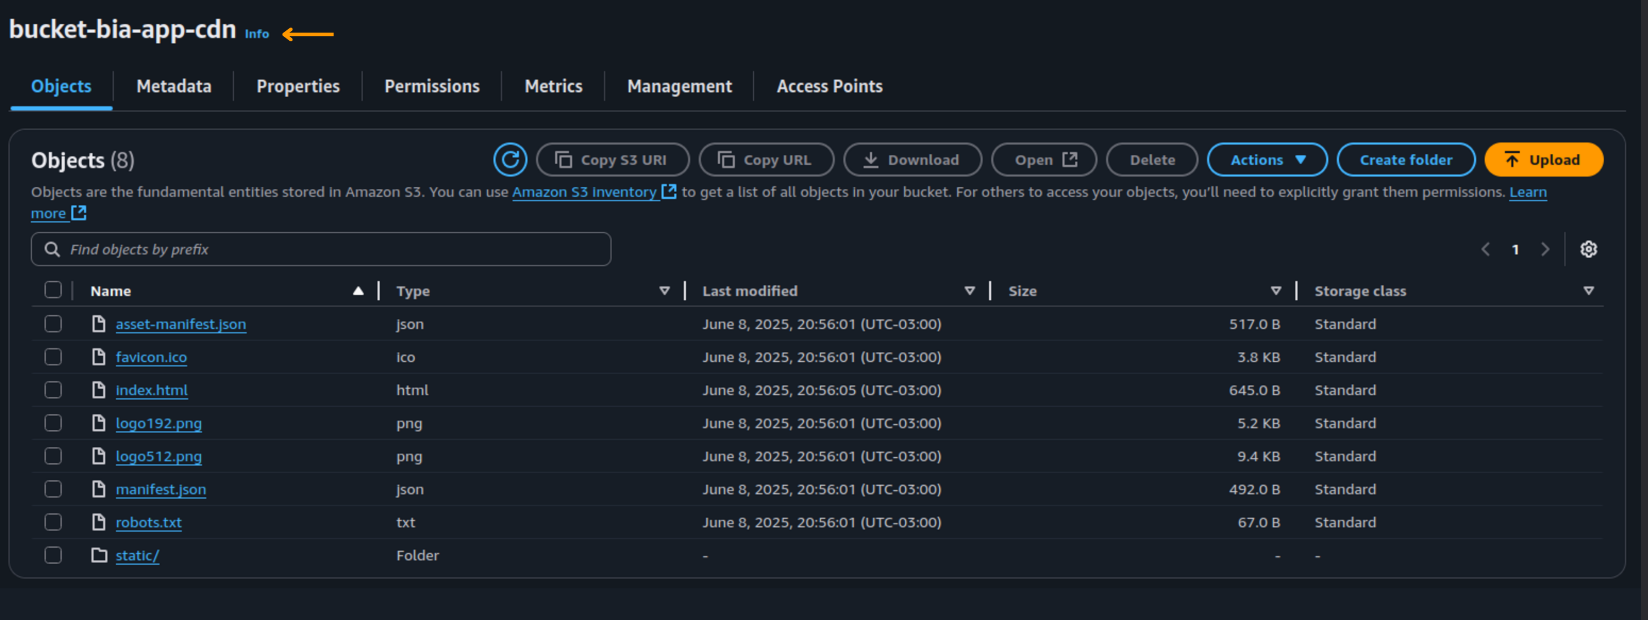 bucket-bia-app-cdn Info
Objects Metadata Properties Permissions Metrics Management Access Points
Objects (8) Copy S3 URI Copy URL Download Open Delete Actions Create folder Upload
Objects are the fundamental entities stored in Amazon S3. You can use Amazon S3 inventory to get a list of all objects in your bucket. For others to access your objects, you'll need to explicitly grant them permissions. Learn
more
Find objects by prefix 1
Name Type Last modified Size Storage class
asset-manifest.json json June 8, 2025, 20:56:01 (UTC-03:00) 517.0 B Standard
favicon.ico ico June 8, 2025, 20:56:01 (UTC-03:00) 3.8 KB Standard
index.html html June 8, 2025, 20:56:05 (UTC-03:00) 645.0 B Standard
logo192.png png June 8, 2025, 20:56:01 (UTC-03:00) 5.2 KB Standard
logo512.png png June 8, 2025, 20:56:01 (UTC-03:00) 9.4 KB Standard
manifest.json json June 8, 2025, 20:56:01 (UTC-03:00) 492.0 B Standard
robots.txt txt June 8, 2025, 20:56:01 (UTC-03:00) 67.0 B Standard
static/ Folder - - -